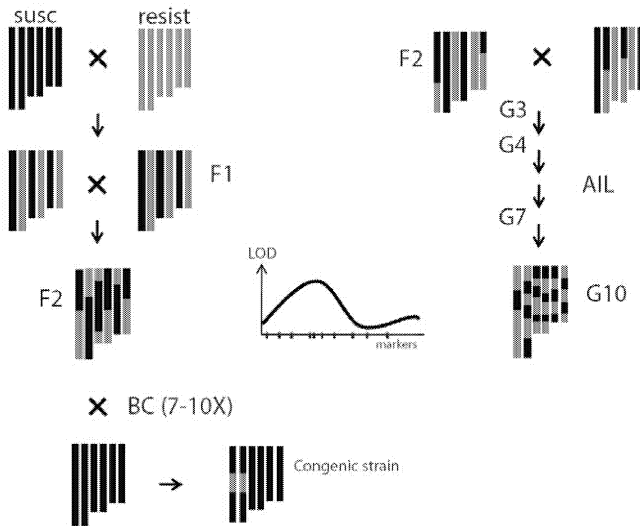 susc
resist
F1
F2
BC (7-10X)
Congenic strain
LOD
markers
F2
G3
G4
G7
AIL
G10